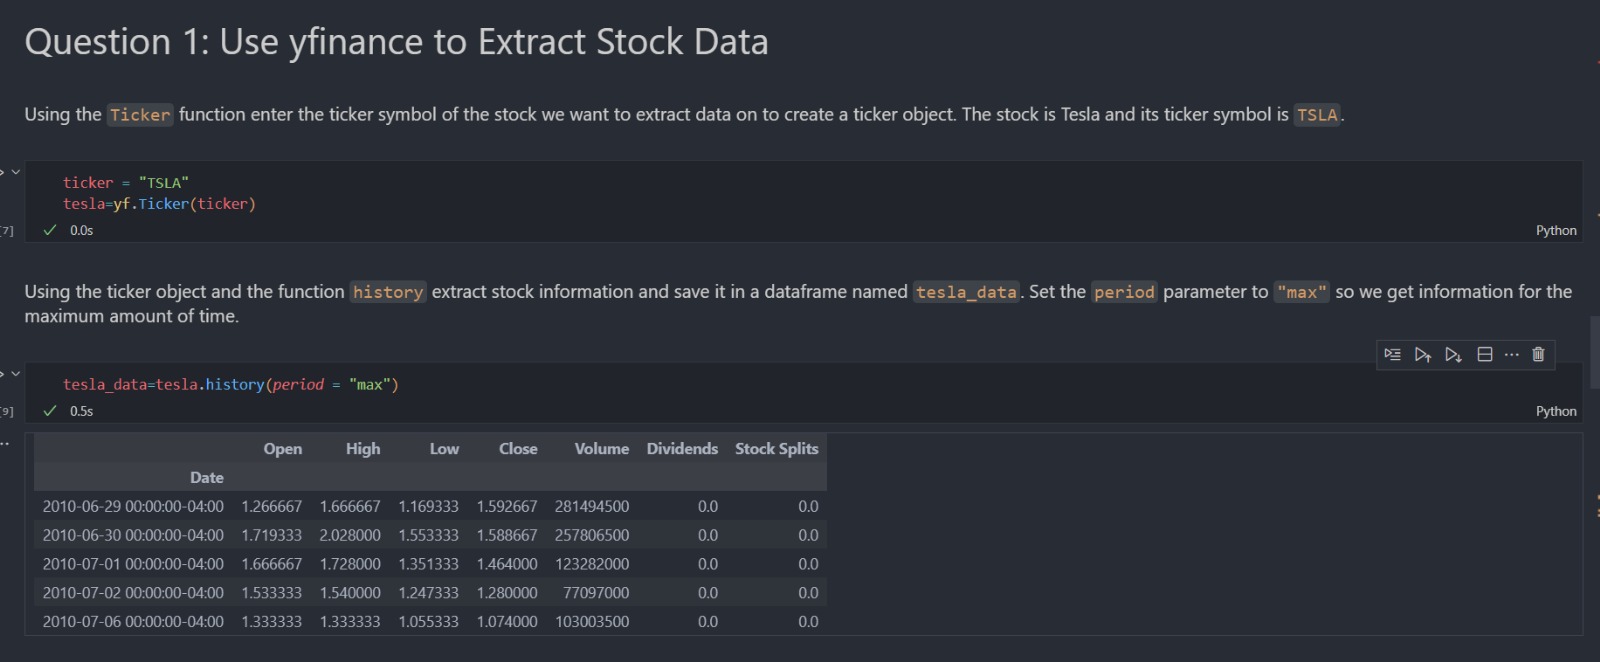 Question 1: Use yfinance to Extract Stock Data
Using the Ticker function enter the ticker symbol of the stock we want to extract data on to create a ticker object. The stock is Tesla and its ticker symbol is TSLA.
ticker = "TSLA"
tesla=yf.Ticker(ticker)
[7] 0.0s Python
Using the ticker object and the function history extract stock information and save it in a dataframe named tesla_data. Set the period parameter to "max" so we get information for the
maximum amount of time.
tesla_data=tesla.history(period = "max")
[9] 0.5s Python
Open High Low Close Volume Dividends Stock Splits
Date
2010-06-29 00:00:00-04:00 1.266667 1.666667 1.169333 1.592667 281494500 0.0 0.0
2010-06-30 00:00:00-04:00 1.719333 2.028000 1.553333 1.588667 257806500 0.0 0.0
2010-07-01 00:00:00-04:00 1.666667 1.728000 1.351333 1.464000 123282000 0.0 0.0
2010-07-02 00:00:00-04:00 1.533333 1.540000 1.247333 1.280000 77097000 0.0 0.0
2010-07-06 00:00:00-04:00 1.333333 1.333333 1.055333 1.074000 103003500 0.0 0.0